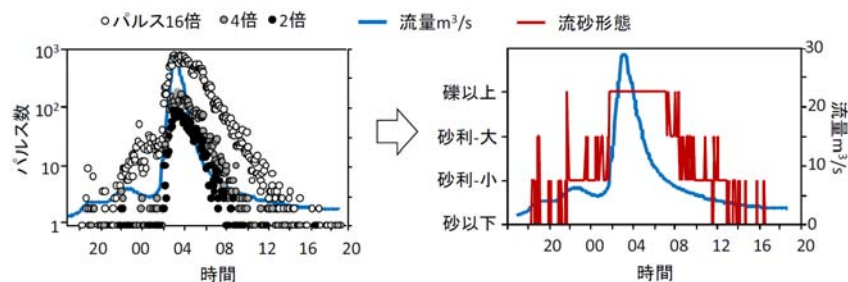 パルス16倍 4倍 2倍 流量m³/s 流砂形態
パルス数
10³
10²
10
1
20 00 04 08 12 16 20
時間
礫以上
砂利-大
砂利-小
砂以下
30
20
10
0
流量m³/s
20 00 04 08 12 16 20
時間